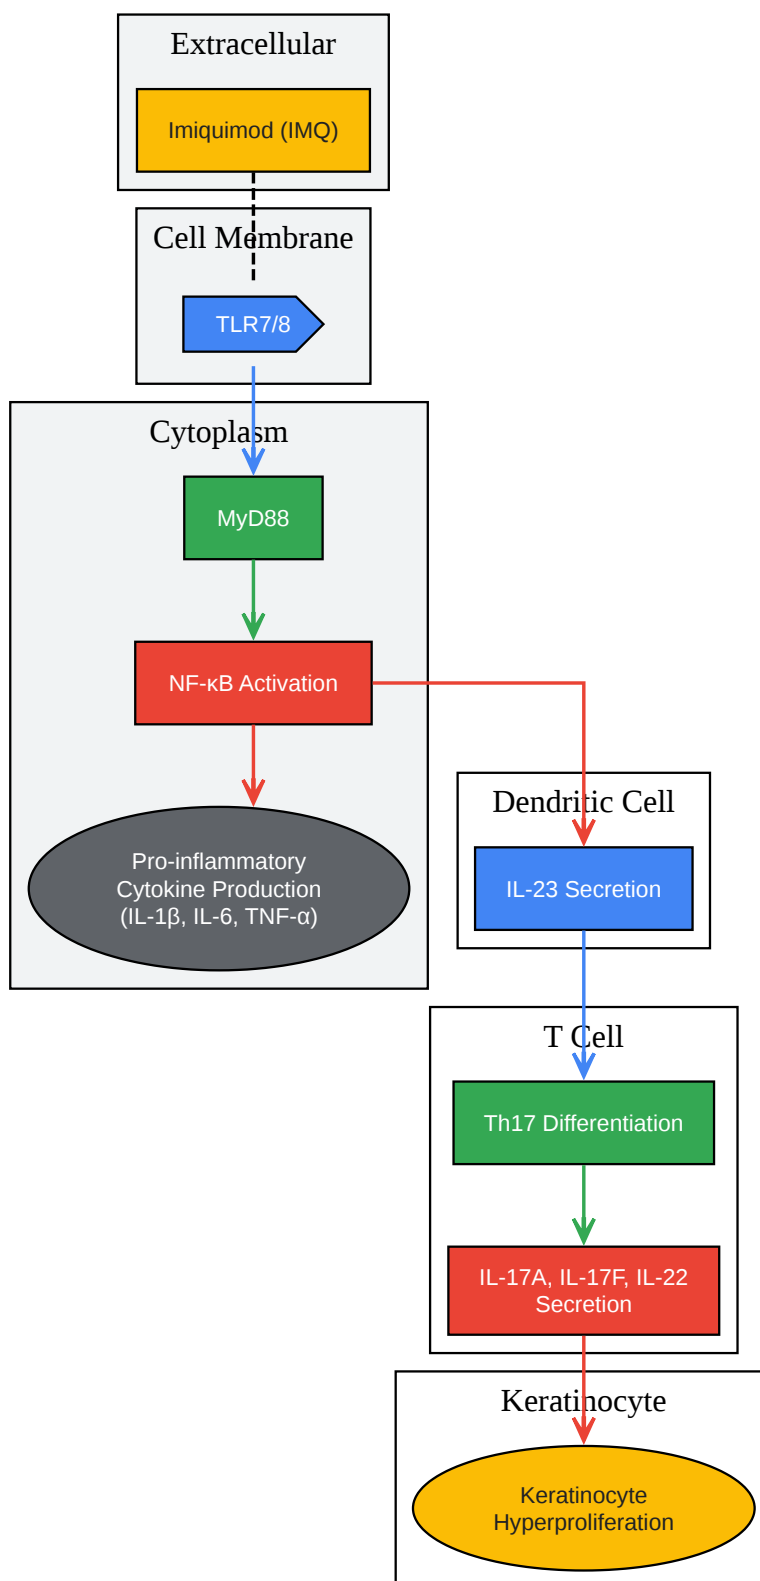 Extracellular
Imiquimod (IMQ)
Cell Membrane
TLR7/8
Cytoplasm
MyD88
NF-κB Activation
Pro-inflammatory
Cytokine Production
(IL-1β, IL-6, TNF-α)
Dendritic Cell
IL-23 Secretion
T Cell
Th17 Differentiation
IL-17A, IL-17F, IL-22
Secretion
Keratinocyte
Keratinocyte
Hyperproliferation